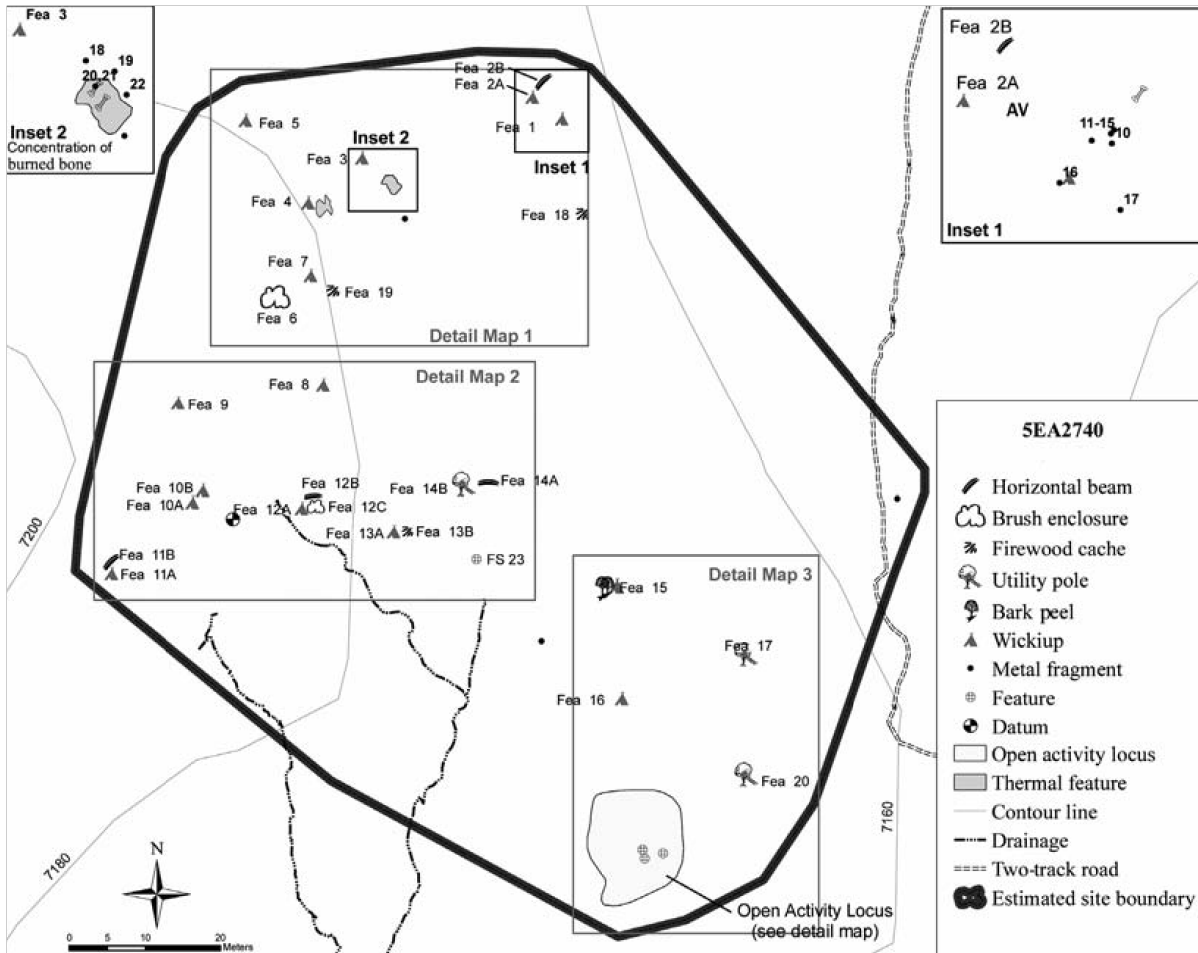 Fea 3
18
19
20,21
22
Inset 2
Concentration of
burned bone
Fea 2B
Fea 2A
Fea 1
Inset 1
Fea 5
Inset 2
Fea 3
Fea 4
Fea 18
Fea 7
Fea 19
Fea 6
Detail Map 1
Fea 2B
Fea 2A
AV
11-15
10
16
17
Inset 1
Detail Map 2
Fea 8
Fea 9
Fea 10B
Fea 10A
Fea 12B
Fea 12A
Fea 12C
Fea 14B
Fea 14A
Fea 13A
Fea 13B
Fea 11B
Fea 11A
FS 23
7200
Detail Map 3
Fea 15
Fea 17
Fea 16
Fea 20
7180
7160
Open Activity Locus
(see detail map)
N
0 5 10 20
Meters
5EA2740
Horizontal beam
Brush enclosure
Firewood cache
Utility pole
Bark peel
Wickiup
Metal fragment
Feature
Datum
Open activity locus
Thermal feature
Contour line
Drainage
Two-track road
Estimated site boundary